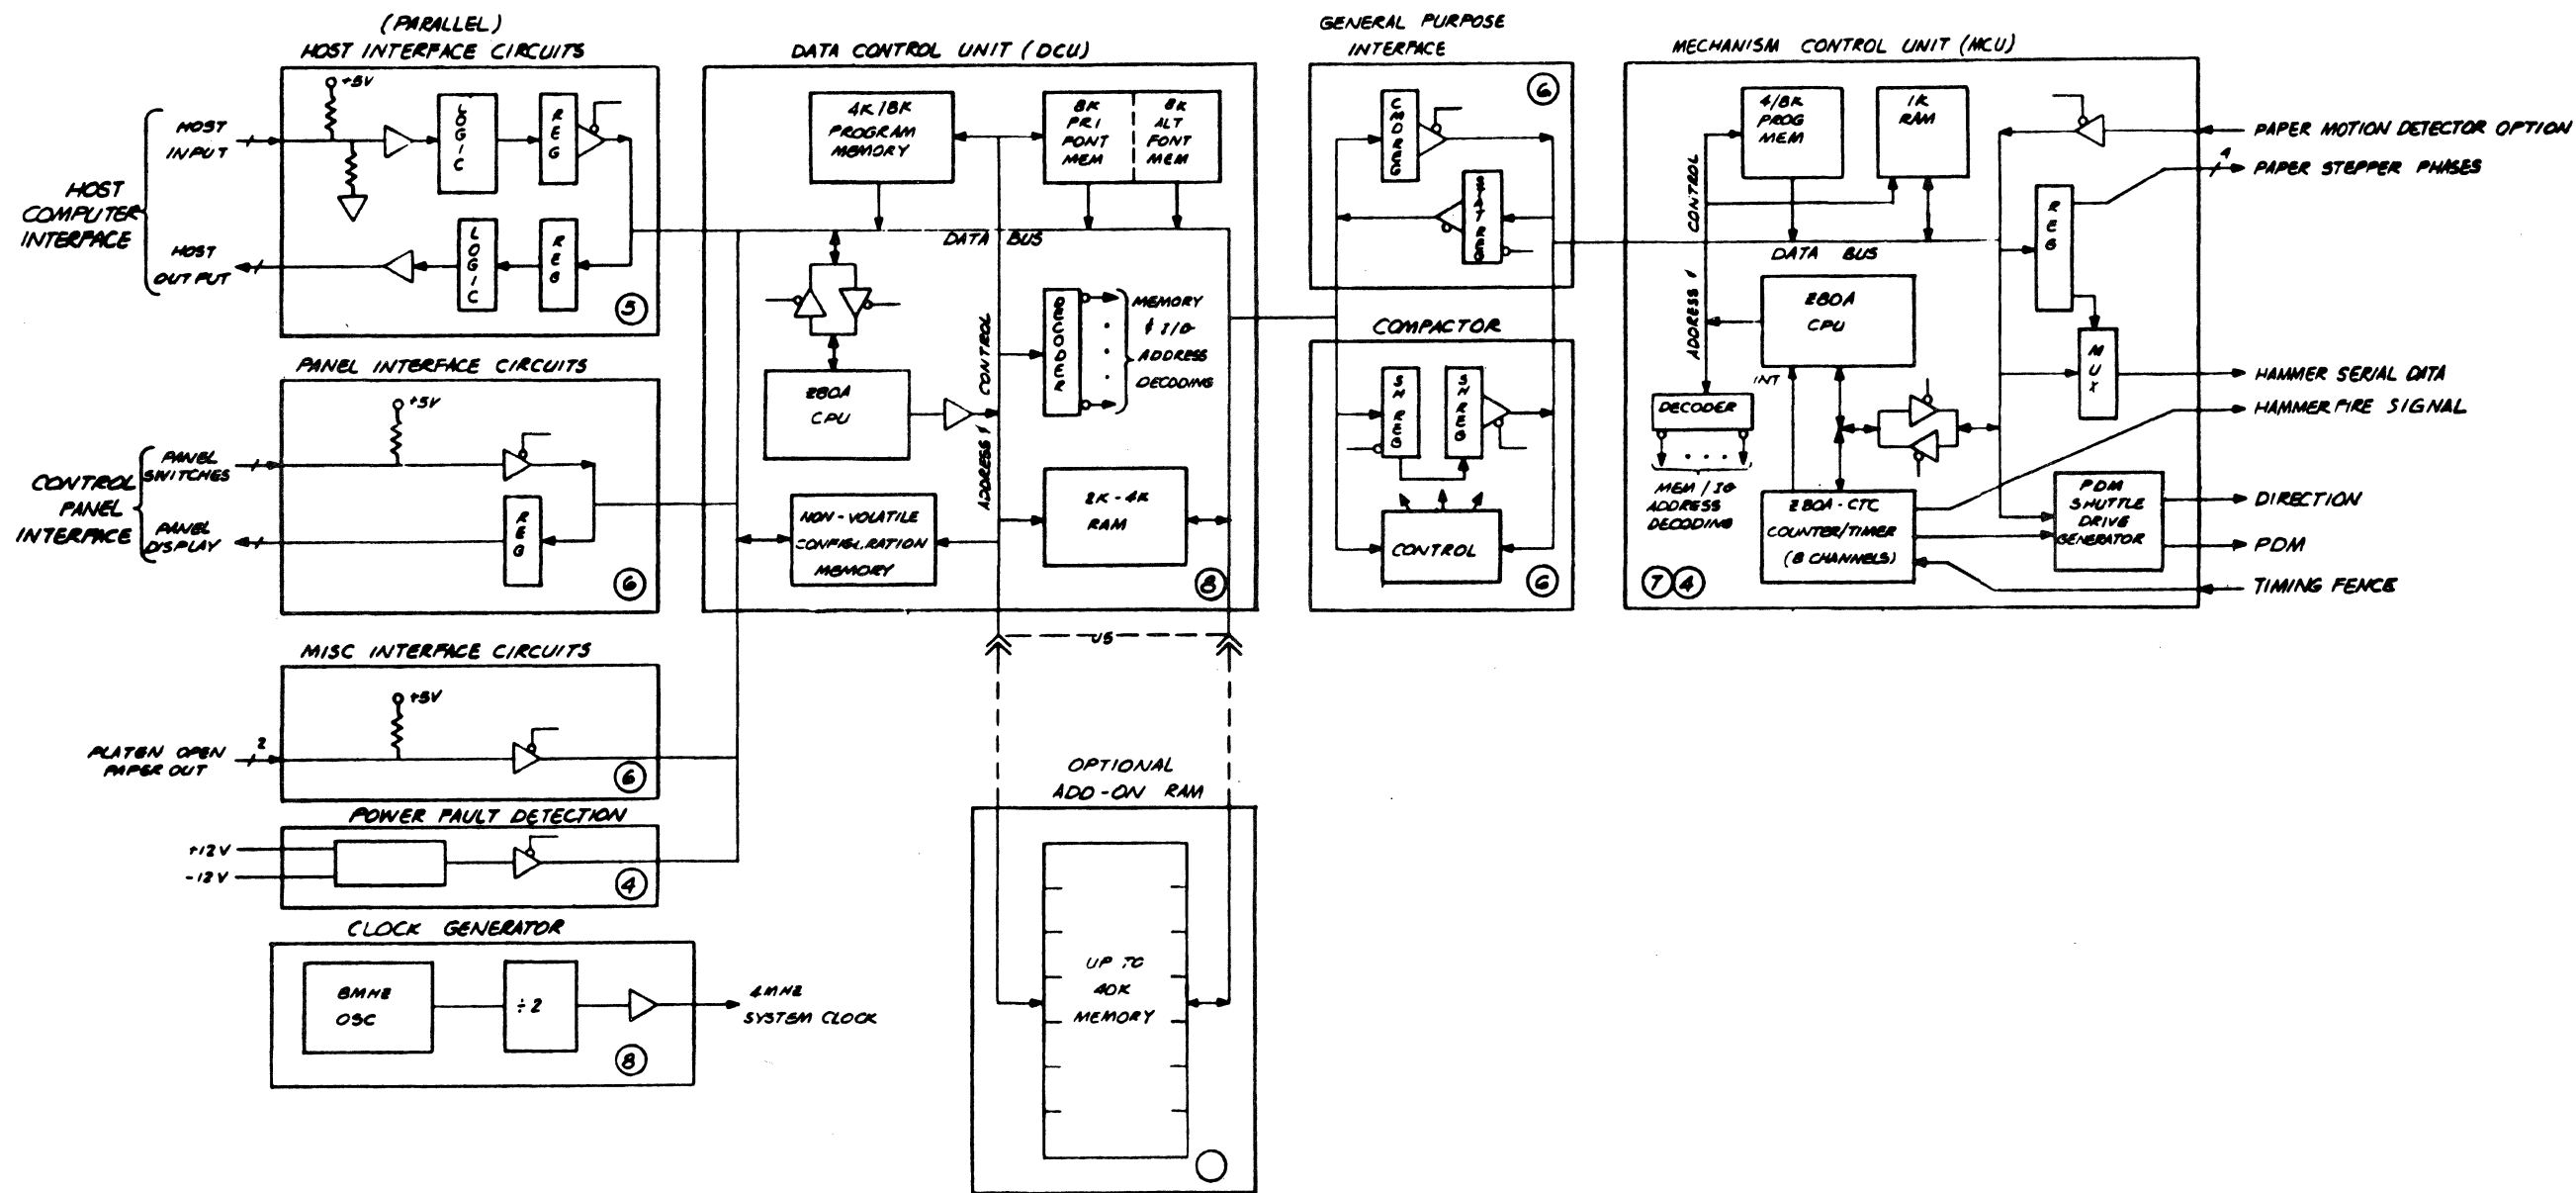 (PARALLEL)
HOST INTERFACE CIRCUITS
+5V
HOST
INPUT
LOGIC
REG
HOST
COMPUTER
INTERFACE
HOST
OUTPUT
LOGIC
REG
5
PANEL INTERFACE CIRCUITS
+5V
CONTROL
PANEL
INTERFACE
PANEL
SWITCHES
PANEL
DISPLAY
REG
6
MISC INTERFACE CIRCUITS
+5V
PLATEN OPEN
PAPER OUT
2
6
POWER FAULT DETECTION
+12V
-12V
4
CLOCK GENERATOR
8MHZ
OSC
÷2
4MHZ
SYSTEM CLOCK
8
DATA CONTROL UNIT (DCU)
4K/8K
PROGRAM
MEMORY
8K
PRI
FONT
MEM
8K
ALT
FONT
MEM
DATA BUS
Z80A
CPU
ADDRESS & CONTROL
DECODER
MEMORY
& I/O
ADDRESS
DECODING
NON-VOLATILE
CONFIGURATION
MEMORY
2K-4K
RAM
8
J5
OPTIONAL
ADD-ON RAM
UP TO
40K
MEMORY
GENERAL PURPOSE
INTERFACE
6
CMDREG
STATREG
COMPACTOR
SH REG
SH REG
CONTROL
6
MECHANISM CONTROL UNIT (MCU)
4/8K
PROG
MEM
1K
RAM
ADDRESS & CONTROL
DATA BUS
Z80A
CPU
INT
DECODER
MEM/IO
ADDRESS
DECODING
Z80A-CTC
COUNTER/TIMER
(8 CHANNELS)
REG
MUX
PDM
SHUTTLE
DRIVE
GENERATOR
7
4
PAPER MOTION DETECTOR OPTION
4
PAPER STEPPER PHASES
HAMMER SERIAL DATA
HAMMER FIRE SIGNAL
DIRECTION
PDM
TIMING FENCE